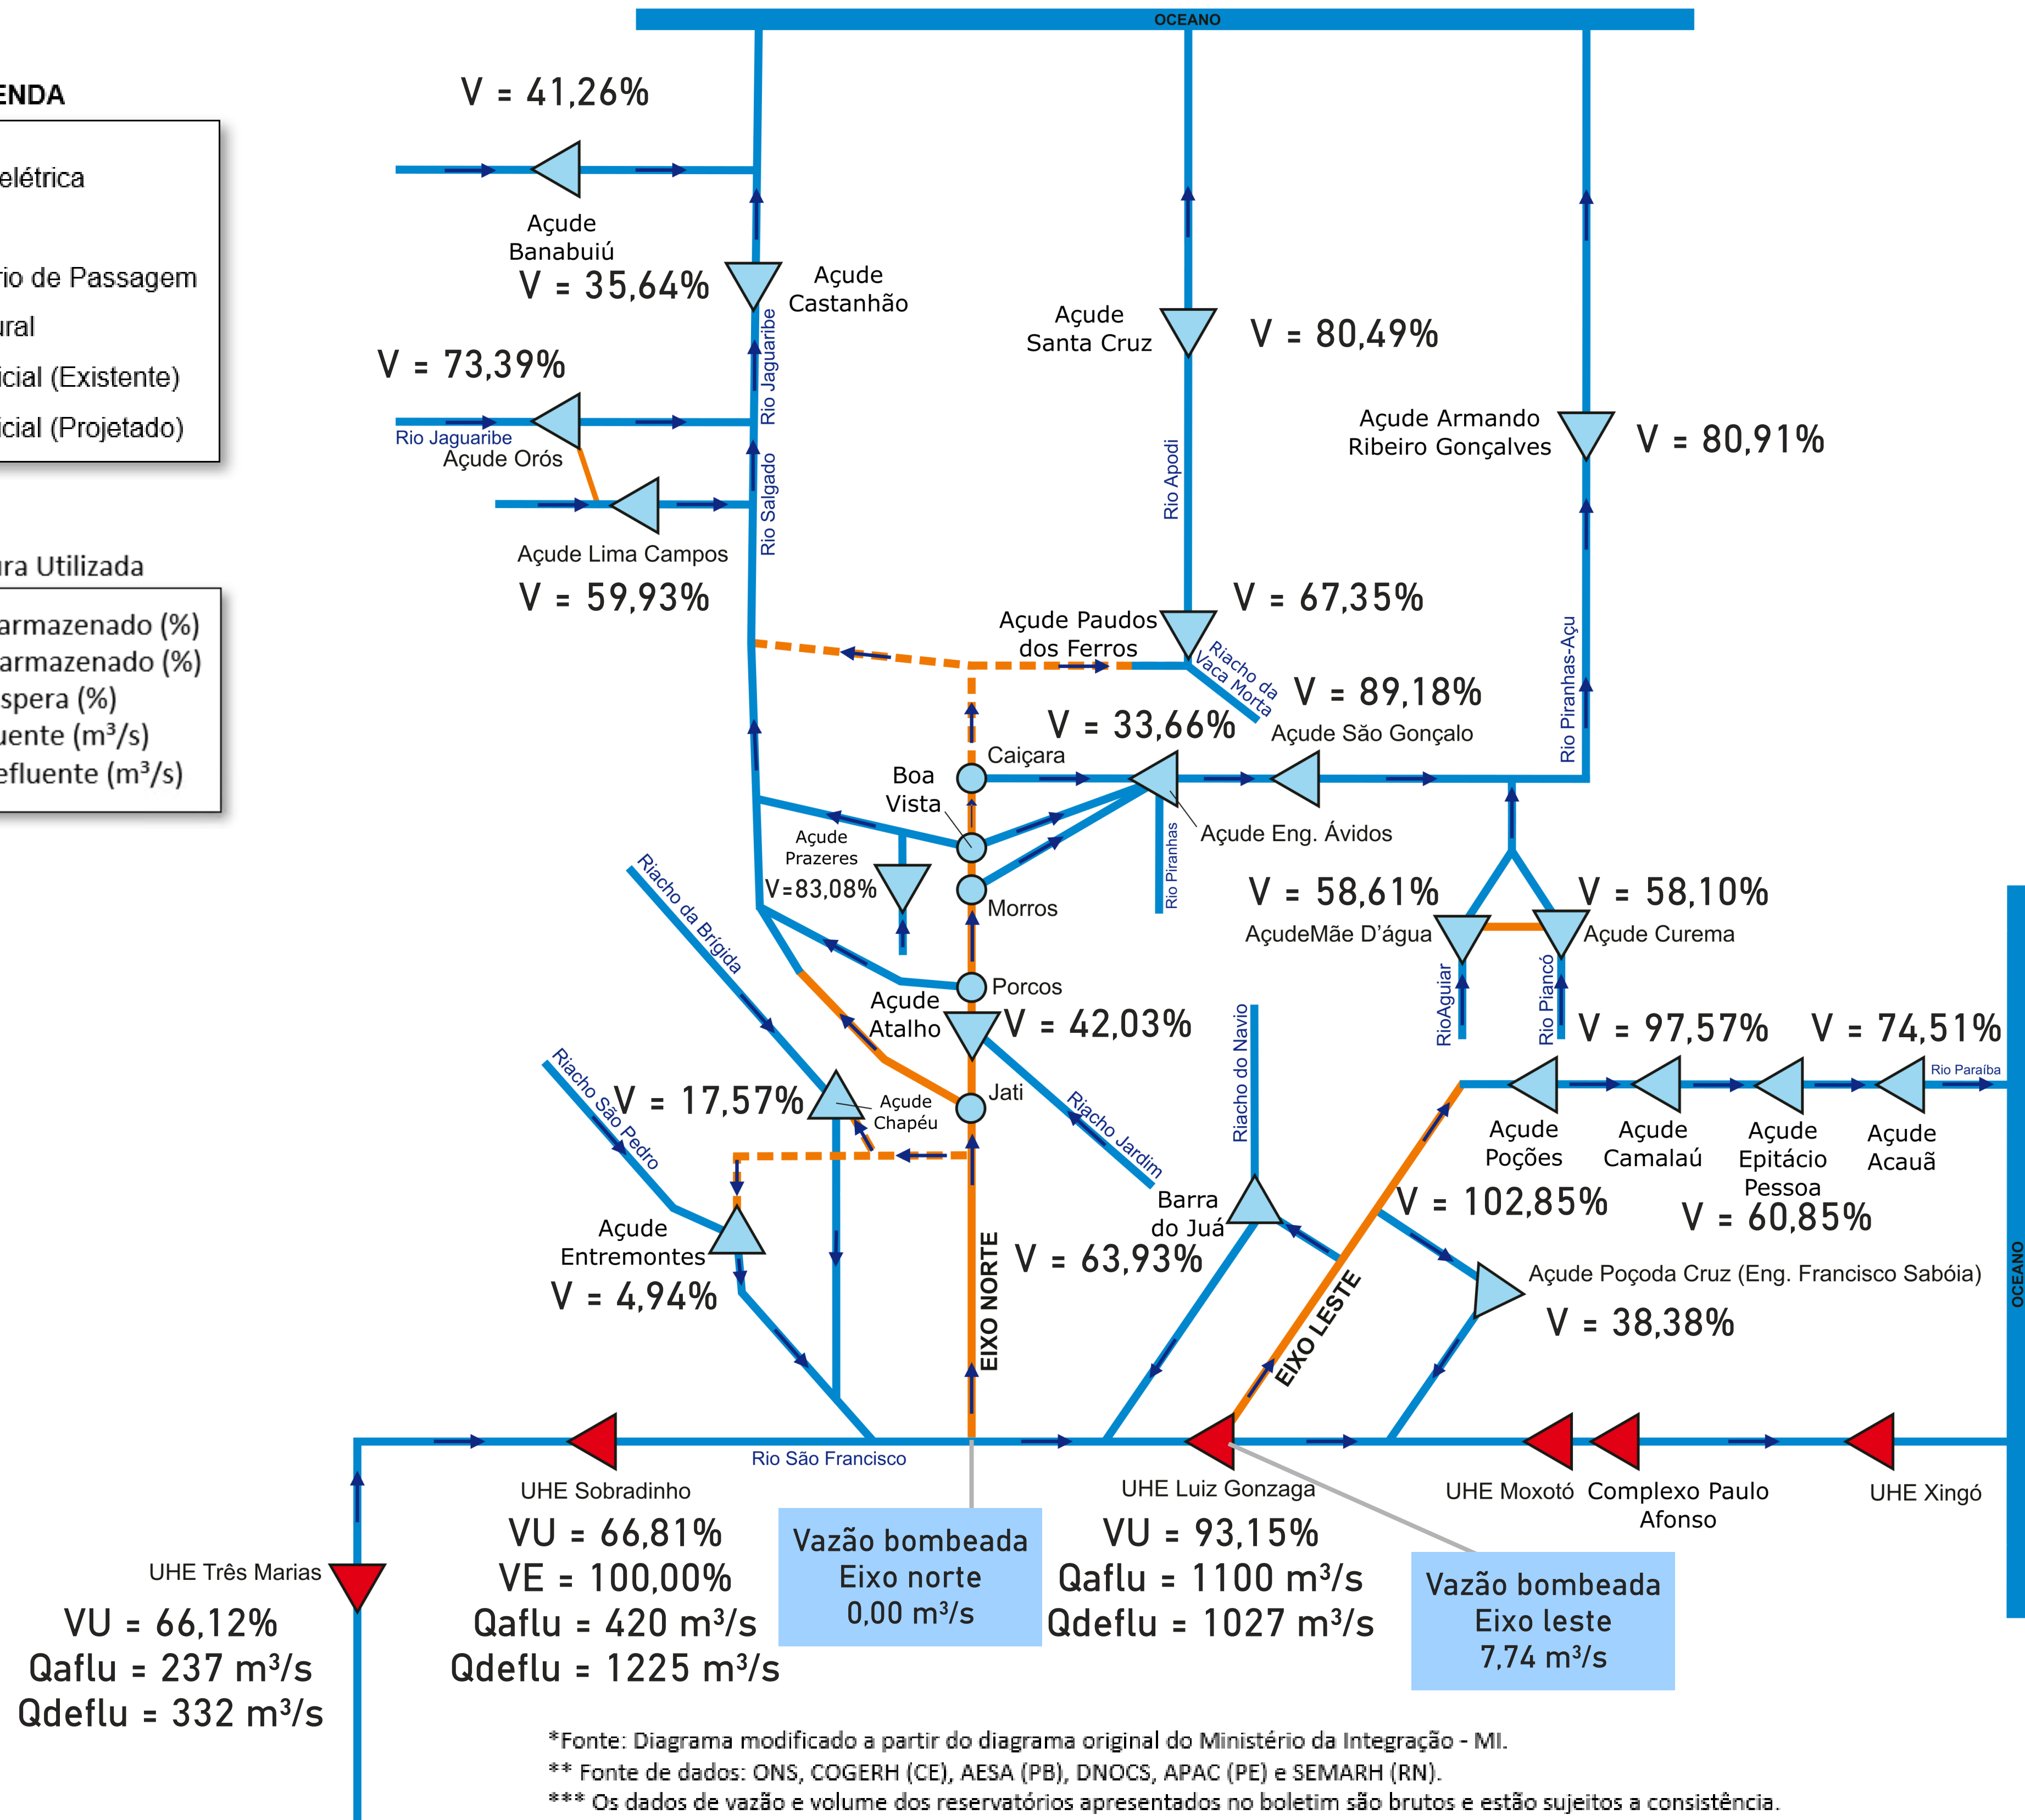 OCEANO
ENDA
elétrica
rio de Passagem
ural
icial (Existente)
icial (Projetado)
ura Utilizada
armazenado (%)
armazenado (%)
spera (%)
uente (m³/s)
efluente (m³/s)
V = 41,26%
Açude
Banabuiú
V = 35,64%
Açude
Castanhão
V = 73,39%
Rio Jaguaribe
Açude Orós
Rio Jaguaribe
Rio Salgado
Açude Lima Campos
V = 59,93%
Açude
Santa Cruz
V = 80,49%
Rio Apodi
Açude Armando
Ribeiro Gonçalves
V = 80,91%
Rio Piranhas-Açu
Açude Paudos
dos Ferros
V = 67,35%
Riacho da
Vaca Morta
V = 89,18%
Açude São Gonçalo
V = 33,66%
Caiçara
Boa
Vista
Açude Eng. Ávidos
Rio Piranhas
Açude
Prazeres
V=83,08%
Morros
Riacho da Brígida
V = 58,61%
AçudeMãe D'água
V = 58,10%
Açude Curema
RioAguiar
Rio Piancó
Porcos
Açude
Atalho
V = 42,03%
Jati
Riacho Jardim
Riacho do Navio
V = 97,57%
V = 74,51%
Rio Paraíba
Riacho São Pedro
V = 17,57%
Açude
Chapéu
Açude
Poções
Açude
Camalaú
Açude
Epitácio
Pessoa
Açude
Acauã
V = 102,85%
V = 60,85%
Barra
do Juá
V = 63,93%
Açude
Entremontes
V = 4,94%
EIXO NORTE
EIXO LESTE
Açude Poçoda Cruz (Eng. Francisco Sabóia)
V = 38,38%
OCEANO
Rio São Francisco
UHE Sobradinho
VU = 66,81%
VE = 100,00%
Qaflu = 420 m³/s
Qdeflu = 1225 m³/s
Vazão bombeada
Eixo norte
0,00 m³/s
UHE Luiz Gonzaga
VU = 93,15%
Qaflu = 1100 m³/s
Qdeflu = 1027 m³/s
Vazão bombeada
Eixo leste
7,74 m³/s
UHE Moxotó
Complexo Paulo
Afonso
UHE Xingó
UHE Três Marias
VU = 66,12%
Qaflu = 237 m³/s
Qdeflu = 332 m³/s
*Fonte: Diagrama modificado a partir do diagrama original do Ministério da Integração - MI.
** Fonte de dados: ONS, COGERH (CE), AESA (PB), DNOCS, APAC (PE) e SEMARH (RN).
*** Os dados de vazão e volume dos reservatórios apresentados no boletim são brutos e estão sujeitos a consistência.